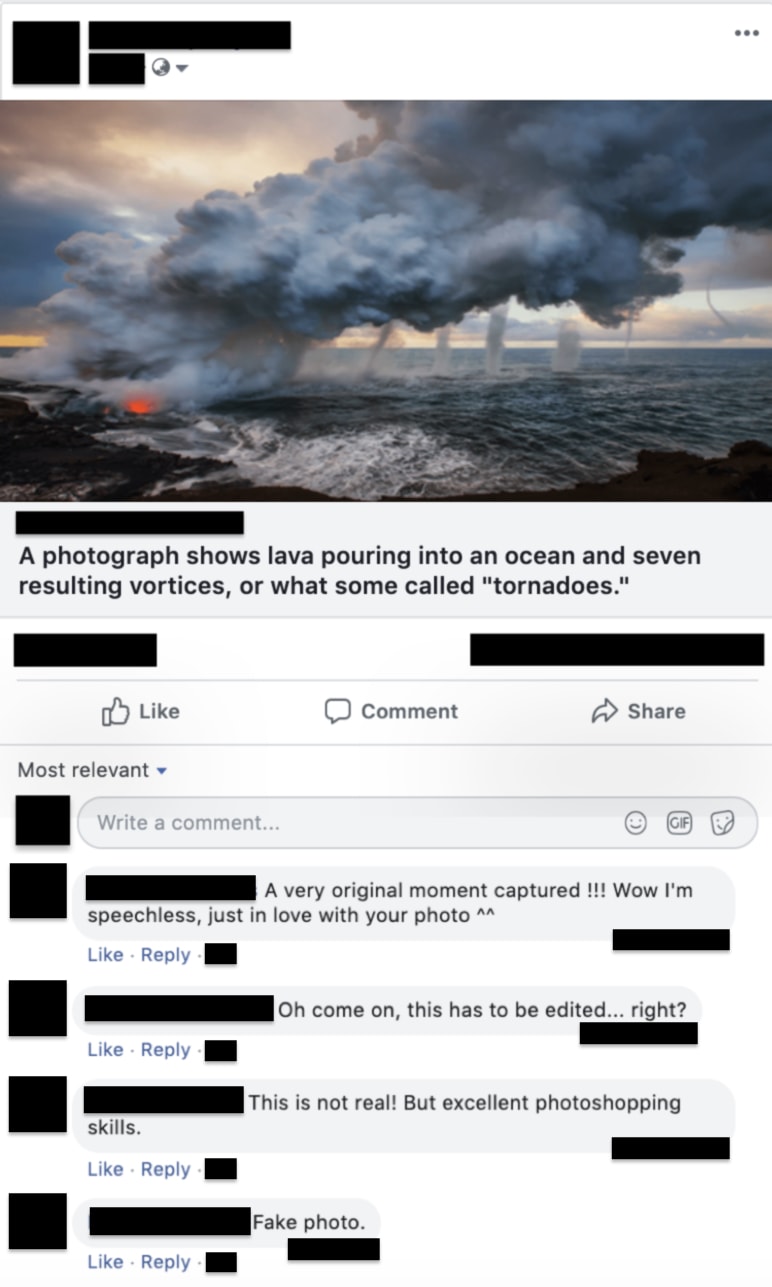 A photograph shows lava pouring into an ocean and seven
resulting vortices, or what some called "tornadoes."
Like
Comment
Share
Most relevant
Write a comment...
GIF
A very original moment captured !!! Wow I'm
speechless, just in love with your photo ^^
Like · Reply ·
Oh come on, this has to be edited... right?
Like · Reply ·
This is not real! But excellent photoshopping
skills.
Like · Reply ·
Fake photo.
Like · Reply ·